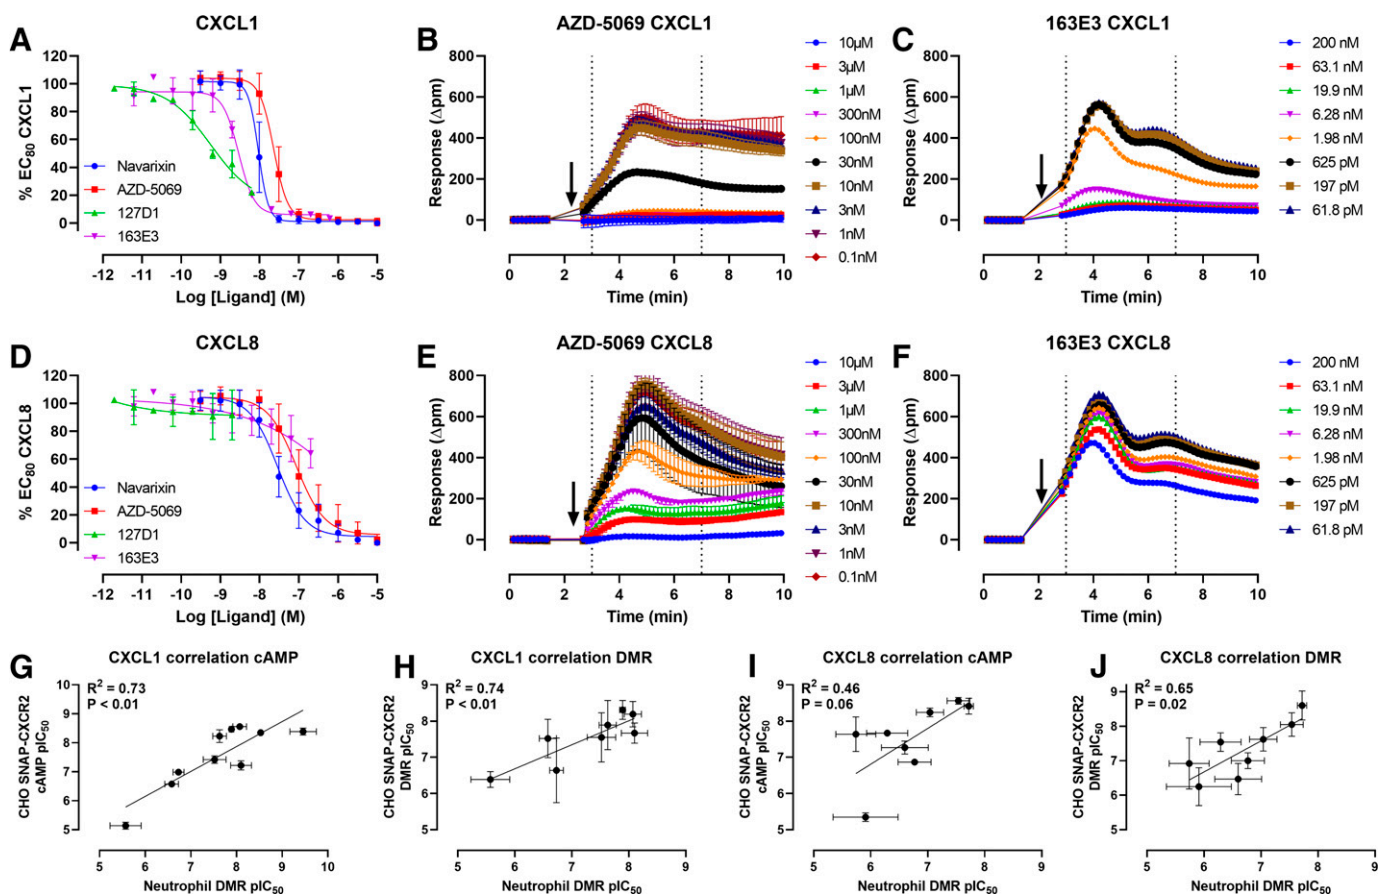 A
CXCL1
% EC80 CXCL1
120
100
80
60
40
20
0
Navarixin
AZD-5069
127D1
163E3
-12 -11 -10 -9 -8 -7 -6 -5
Log [Ligand] (M)
B
AZD-5069 CXCL1
Response (Δpm)
800
600
400
200
0
0 2 4 6 8 10
Time (min)
10µM
3µM
1µM
300nM
100nM
30nM
10nM
3nM
1nM
0.1nM
C
163E3 CXCL1
Response (Δpm)
800
600
400
200
0
0 2 4 6 8 10
Time (min)
200 nM
63.1 nM
19.9 nM
6.28 nM
1.98 nM
625 pM
197 pM
61.8 pM
D
CXCL8
% EC80 CXCL8
120
100
80
60
40
20
0
Navarixin
AZD-5069
127D1
163E3
-12 -11 -10 -9 -8 -7 -6 -5
Log [Ligand] (M)
E
AZD-5069 CXCL8
Response (Δpm)
800
600
400
200
0
0 2 4 6 8 10
Time (min)
10µM
3µM
1µM
300nM
100nM
30nM
10nM
3nM
1nM
0.1nM
F
163E3 CXCL8
Response (Δpm)
800
600
400
200
0
0 2 4 6 8 10
Time (min)
200 nM
63.1 nM
19.9 nM
6.28 nM
1.98 nM
625 pM
197 pM
61.8 pM
G
CXCL1 correlation cAMP
R² = 0.73
P < 0.01
CHO SNAP-CXCR2
cAMP pIC50
10
9
8
7
6
5
5 6 7 8 9 10
Neutrophil DMR pIC50
H
CXCL1 correlation DMR
R² = 0.74
P < 0.01
CHO SNAP-CXCR2
DMR pIC50
9
8
7
6
5
5 6 7 8 9
Neutrophil DMR pIC50
I
CXCL8 correlation cAMP
R² = 0.46
P = 0.06
CHO SNAP-CXCR2
cAMP pIC50
9
8
7
6
5
5 6 7 8 9
Neutrophil DMR pIC50
J
CXCL8 correlation DMR
R² = 0.65
P = 0.02
CHO SNAP-CXCR2
DMR pIC50
9
8
7
6
5
5 6 7 8 9
Neutrophil DMR pIC50